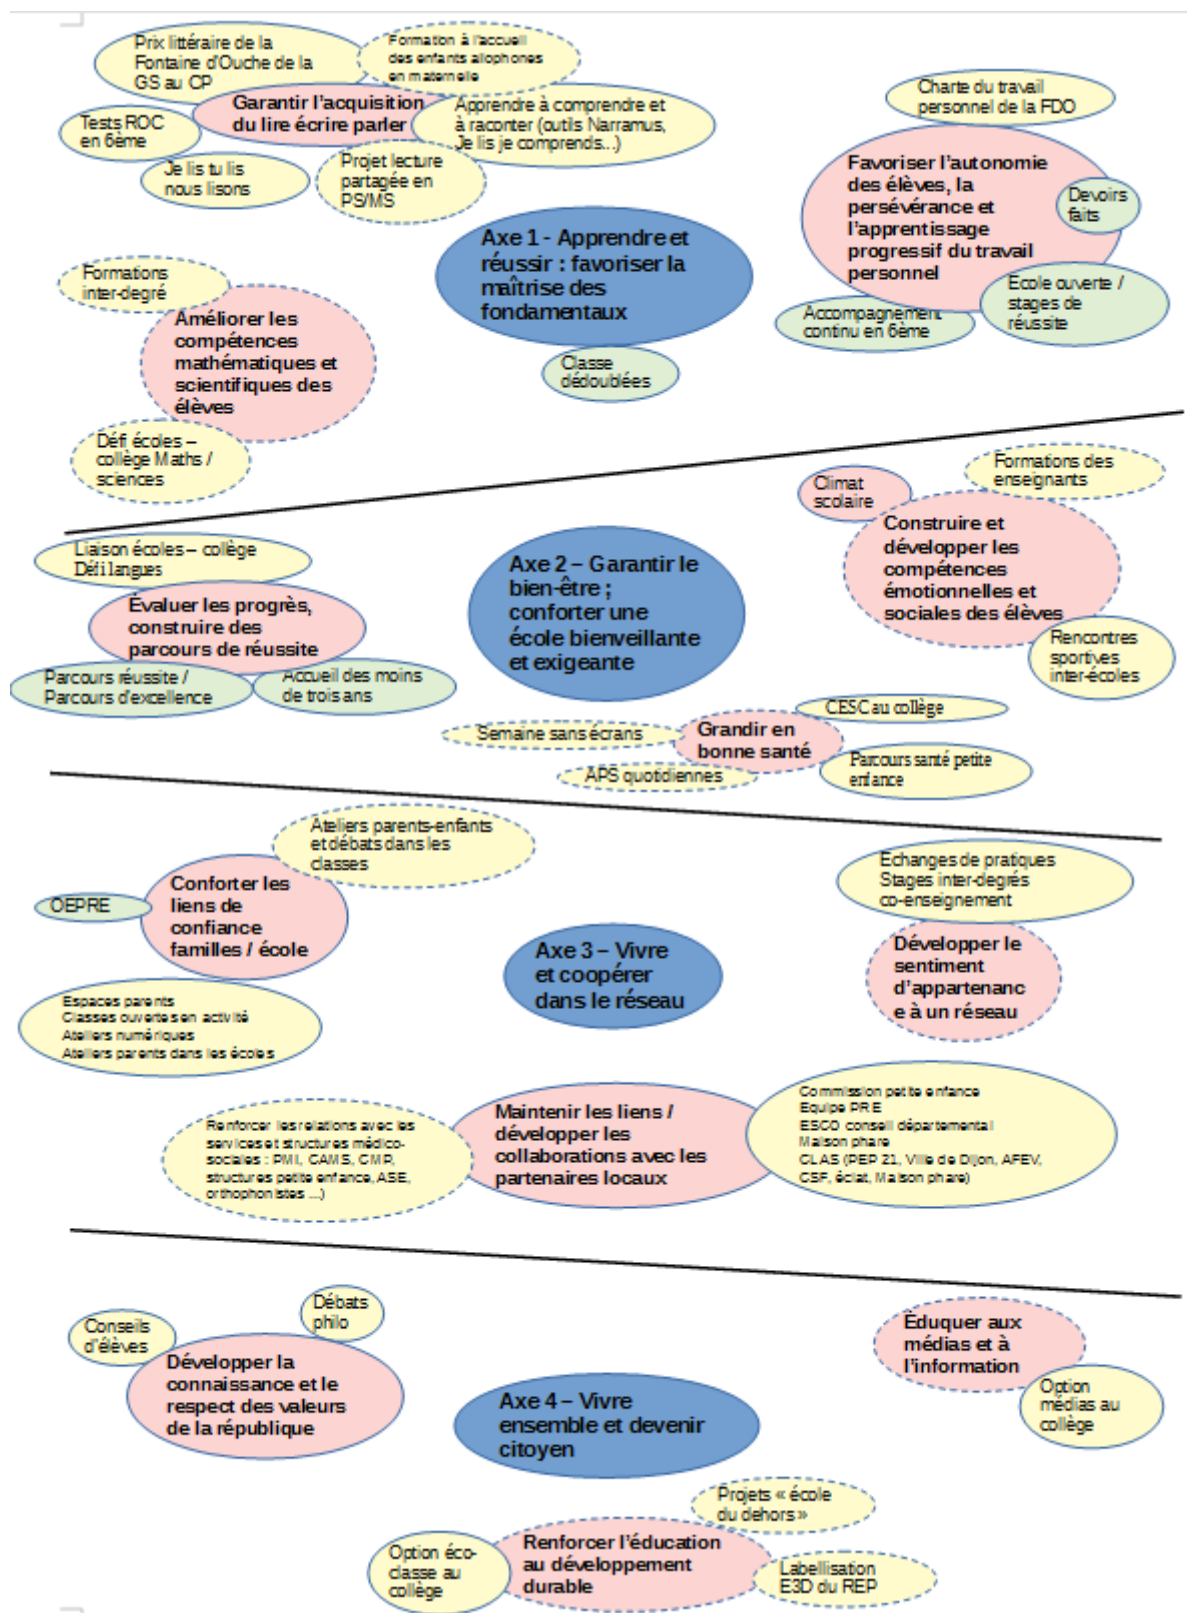 Prix littéraire de la
Fontaine d'Ouche de la
GS au CP
Formation à l'accueil
des enfants allophones
en maternelle
Garantir l'acquisition
du lire écrire parler
Apprendre à comprendre et
à raconter (outils Narramus,
Je lis je comprends...)
Tests ROC
en 6ème
Je lis tu lis
nous lisons
Projet lecture
partagée en
PS/MS
Charte du travail
personnel de la FDO
Favoriser l'autonomie
des élèves, la
persévérance et
l'apprentissage
progressif du travail
personnel
Devoirs
faits
Ecole ouverte /
stages de
réussite
Accompagnement
continu en 6ème
Axe 1 - Apprendre et
réussir : favoriser la
maîtrise des
fondamentaux
Classe
dédoublées
Formations
inter-degré
Améliorer les
compétences
mathématiques et
scientifiques des
élèves
Défi écoles –
collège Maths /
sciences
Climat
scolaire
Formations des
enseignants
Construire et
développer les
compétences
émotionnelles et
sociales des élèves
Rencontres
sportives
inter-écoles
Liaison écoles – collège
Défi langues
Évaluer les progrès,
construire des
parcours de réussite
Parcours réussite /
Parcours d'excellence
Accueil des moins
de trois ans
Axe 2 – Garantir le
bien-être ;
conforter une
école bienveillante
et exigeante
Semaine sans écrans
Grandir en
bonne santé
CESC au collège
APS quotidiennes
Parcours santé petite
enfance
Ateliers parents-enfants
et débats dans les
classes
Conforter les
liens de
confiance
familles / école
OEPRE
Espaces parents
Classes ouvertes en activité
Ateliers numériques
Ateliers parents dans les écoles
Axe 3 – Vivre
et coopérer
dans le réseau
Echanges de pratiques
Stages inter-degrés
co-enseignement
Développer le
sentiment
d'appartenanc
e à un réseau
Renforcer les relations avec les
services et structures médico-
sociales : PMI, CAMS, CMP,
structures petite enfance, ASE,
orthophonistes ...)
Maintenir les liens /
développer les
collaborations avec les
partenaires locaux
Commission petite enfance
Equipe PRE
ESCO conseil départemental
Maison phare
CLAS (PEP 21, Ville de Dijon, AFEV,
CSF, éclat, Maison phare)
Conseils
d'élèves
Débats
philo
Développer la
connaissance et le
respect des valeurs
de la république
Axe 4 – Vivre
ensemble et devenir
citoyen
Éduquer aux
médias et à
l'information
Option
médias au
collège
Projets « école
du dehors »
Option éco-
classe au
collège
Renforcer l'éducation
au développement
durable
Labellisation
E3D du REP